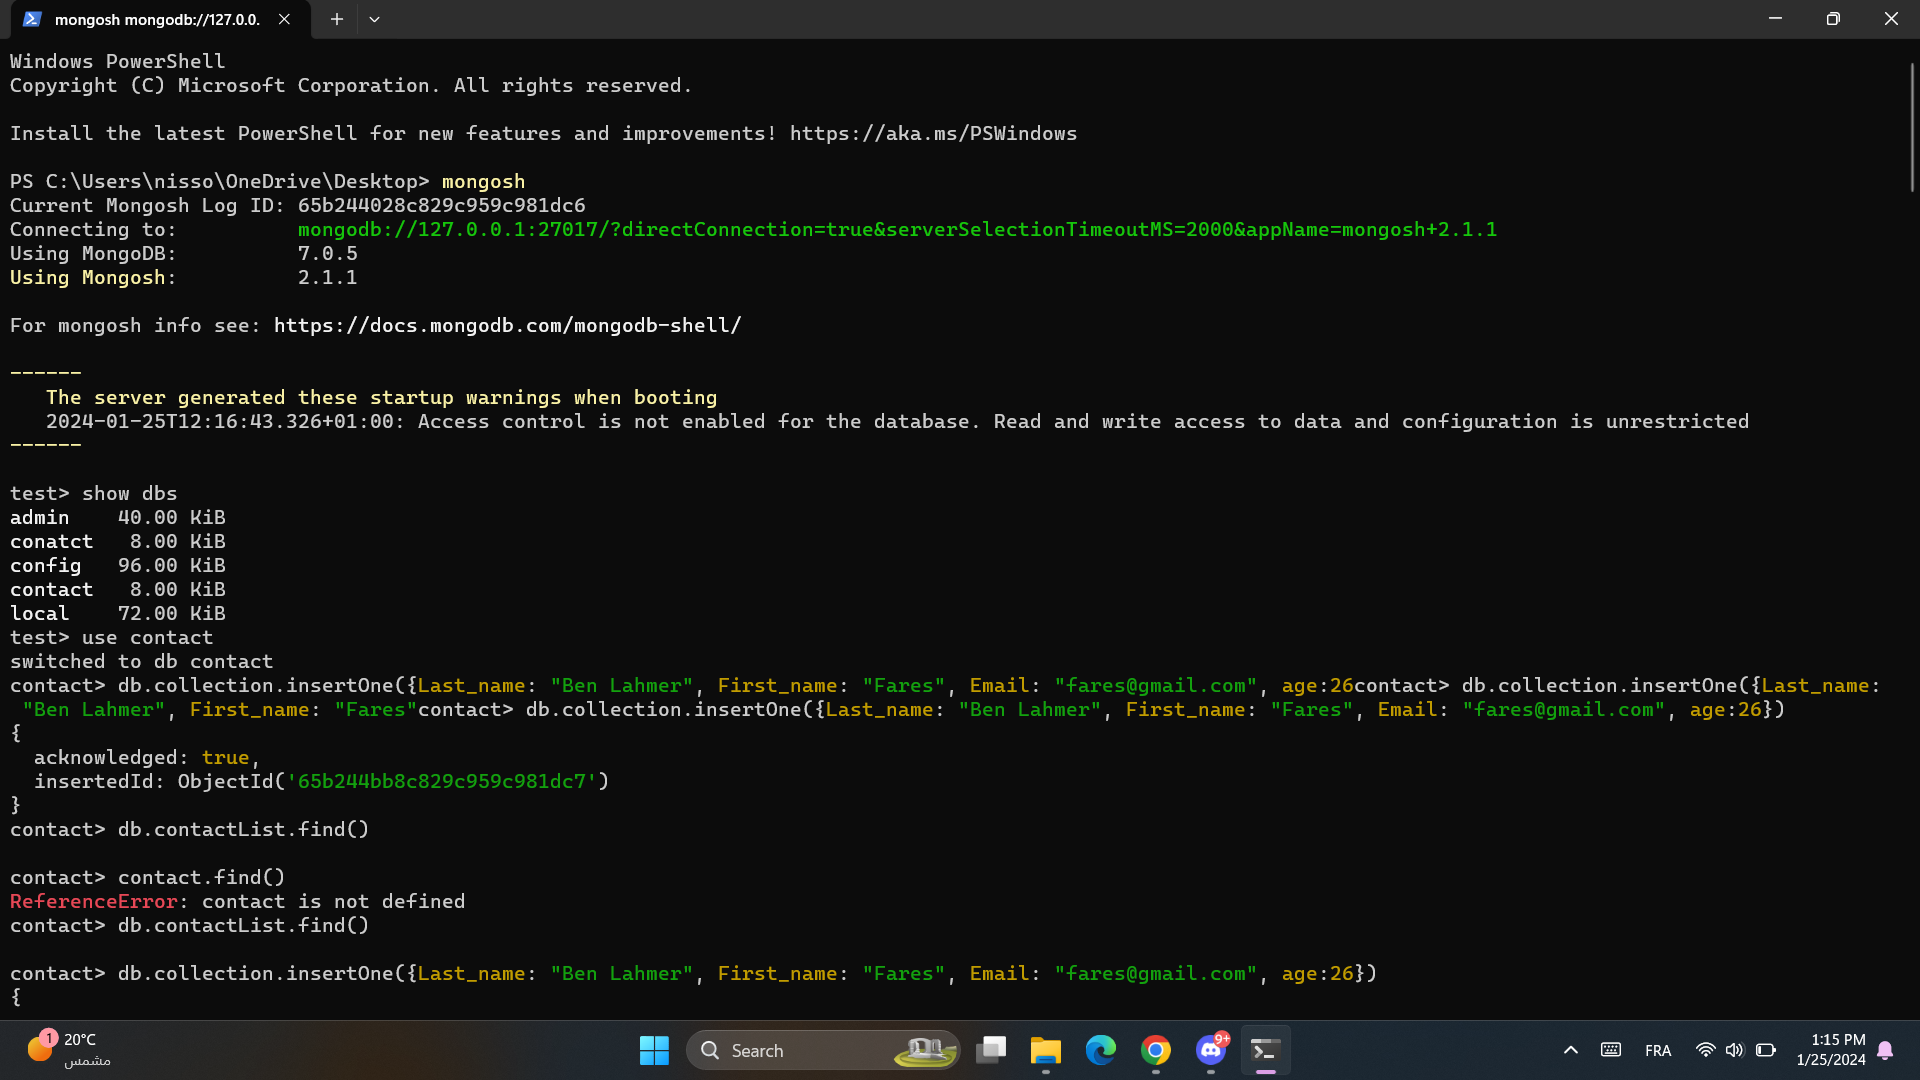 mongosh mongodb://127.0.0.
Windows PowerShell
Copyright (C) Microsoft Corporation. All rights reserved.
Install the latest PowerShell for new features and improvements! https://aka.ms/PSWindows
PS C:\Users\nisso\OneDrive\Desktop> mongosh
Current Mongosh Log ID: 65b244028c829c959c981dc6
Connecting to:          mongodb://127.0.0.1:27017/?directConnection=true&serverSelectionTimeoutMS=2000&appName=mongosh+2.1.1
Using MongoDB:          7.0.5
Using Mongosh:          2.1.1
For mongosh info see: https://docs.mongodb.com/mongodb-shell/
------
   The server generated these startup warnings when booting
   2024-01-25T12:16:43.326+01:00: Access control is not enabled for the database. Read and write access to data and configuration is unrestricted
------
test> show dbs
admin    40.00 KiB
conatct   8.00 KiB
config   96.00 KiB
contact   8.00 KiB
local    72.00 KiB
test> use contact
switched to db contact
contact> db.collection.insertOne({Last_name: "Ben Lahmer", First_name: "Fares", Email: "fares@gmail.com", age:26contact> db.collection.insertOne({Last_name:
 "Ben Lahmer", First_name: "Fares"contact> db.collection.insertOne({Last_name: "Ben Lahmer", First_name: "Fares", Email: "fares@gmail.com", age:26})
{
  acknowledged: true,
  insertedId: ObjectId('65b244bb8c829c959c981dc7')
}
contact> db.contactList.find()
contact> contact.find()
ReferenceError: contact is not defined
contact> db.contactList.find()
contact> db.collection.insertOne({Last_name: "Ben Lahmer", First_name: "Fares", Email: "fares@gmail.com", age:26})
{
1
20°C
مشمس
Search
9+
FRA
1:15 PM
1/25/2024